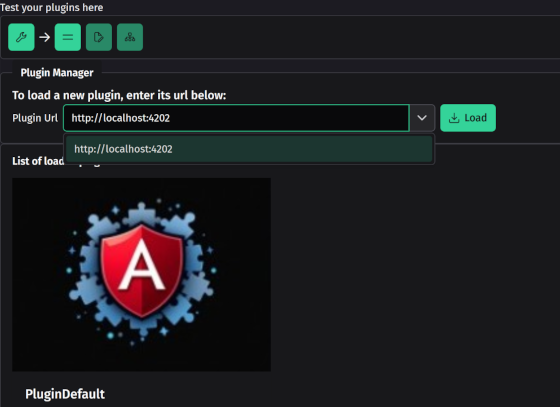 Test your plugins here
Plugin Manager
To load a new plugin, enter its url below:
Plugin Url http://localhost:4202 Load
http://localhost:4202
List of load
A
PluginDefault